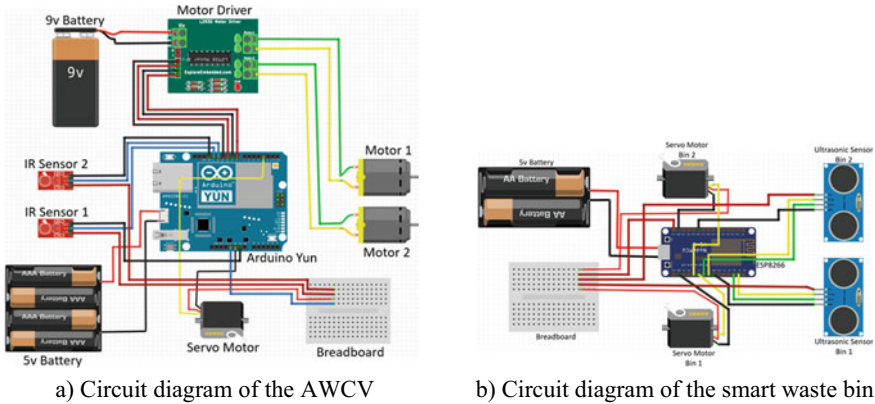 Motor Driver
9v Battery
L293D Motor Driver
9v
ExploreEmbedded.com
IR Sensor 2
Motor 1
Arduino
YUN
IR Sensor 1
Motor 2
Arduino Yun
AAA Battery
AAA Battery
AAA Battery
AAA Battery
5v Battery
Servo Motor
Breadboard
a) Circuit diagram of the AWCV
Servo Motor
Bin 2
Ultrasonic Sensor
Bin 2
5v Battery
AA Battery
AA Battery
ESP8266
Breadboard
Servo Motor
Bin 1
Ultrasonic Sensor
Bin 1
b) Circuit diagram of the smart waste bin